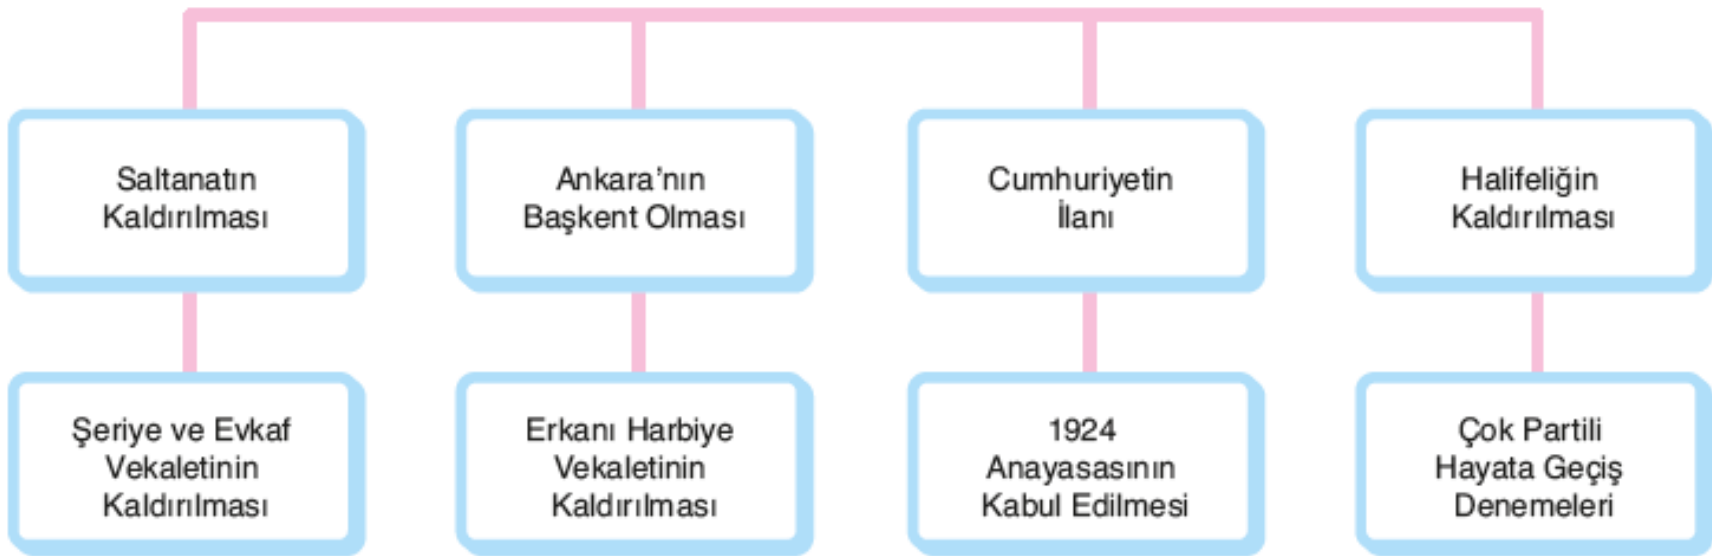 Saltanatın
Kaldırılması
Ankara'nın
Başkent Olması
Cumhuriyetin
İlanı
Halifeliğin
Kaldırılması
Şeriye ve Evkaf
Vekaletinin
Kaldırılması
Erkanı Harbiye
Vekaletinin
Kaldırılması
1924
Anayasasının
Kabul Edilmesi
Çok Partili
Hayata Geçiş
Denemeleri